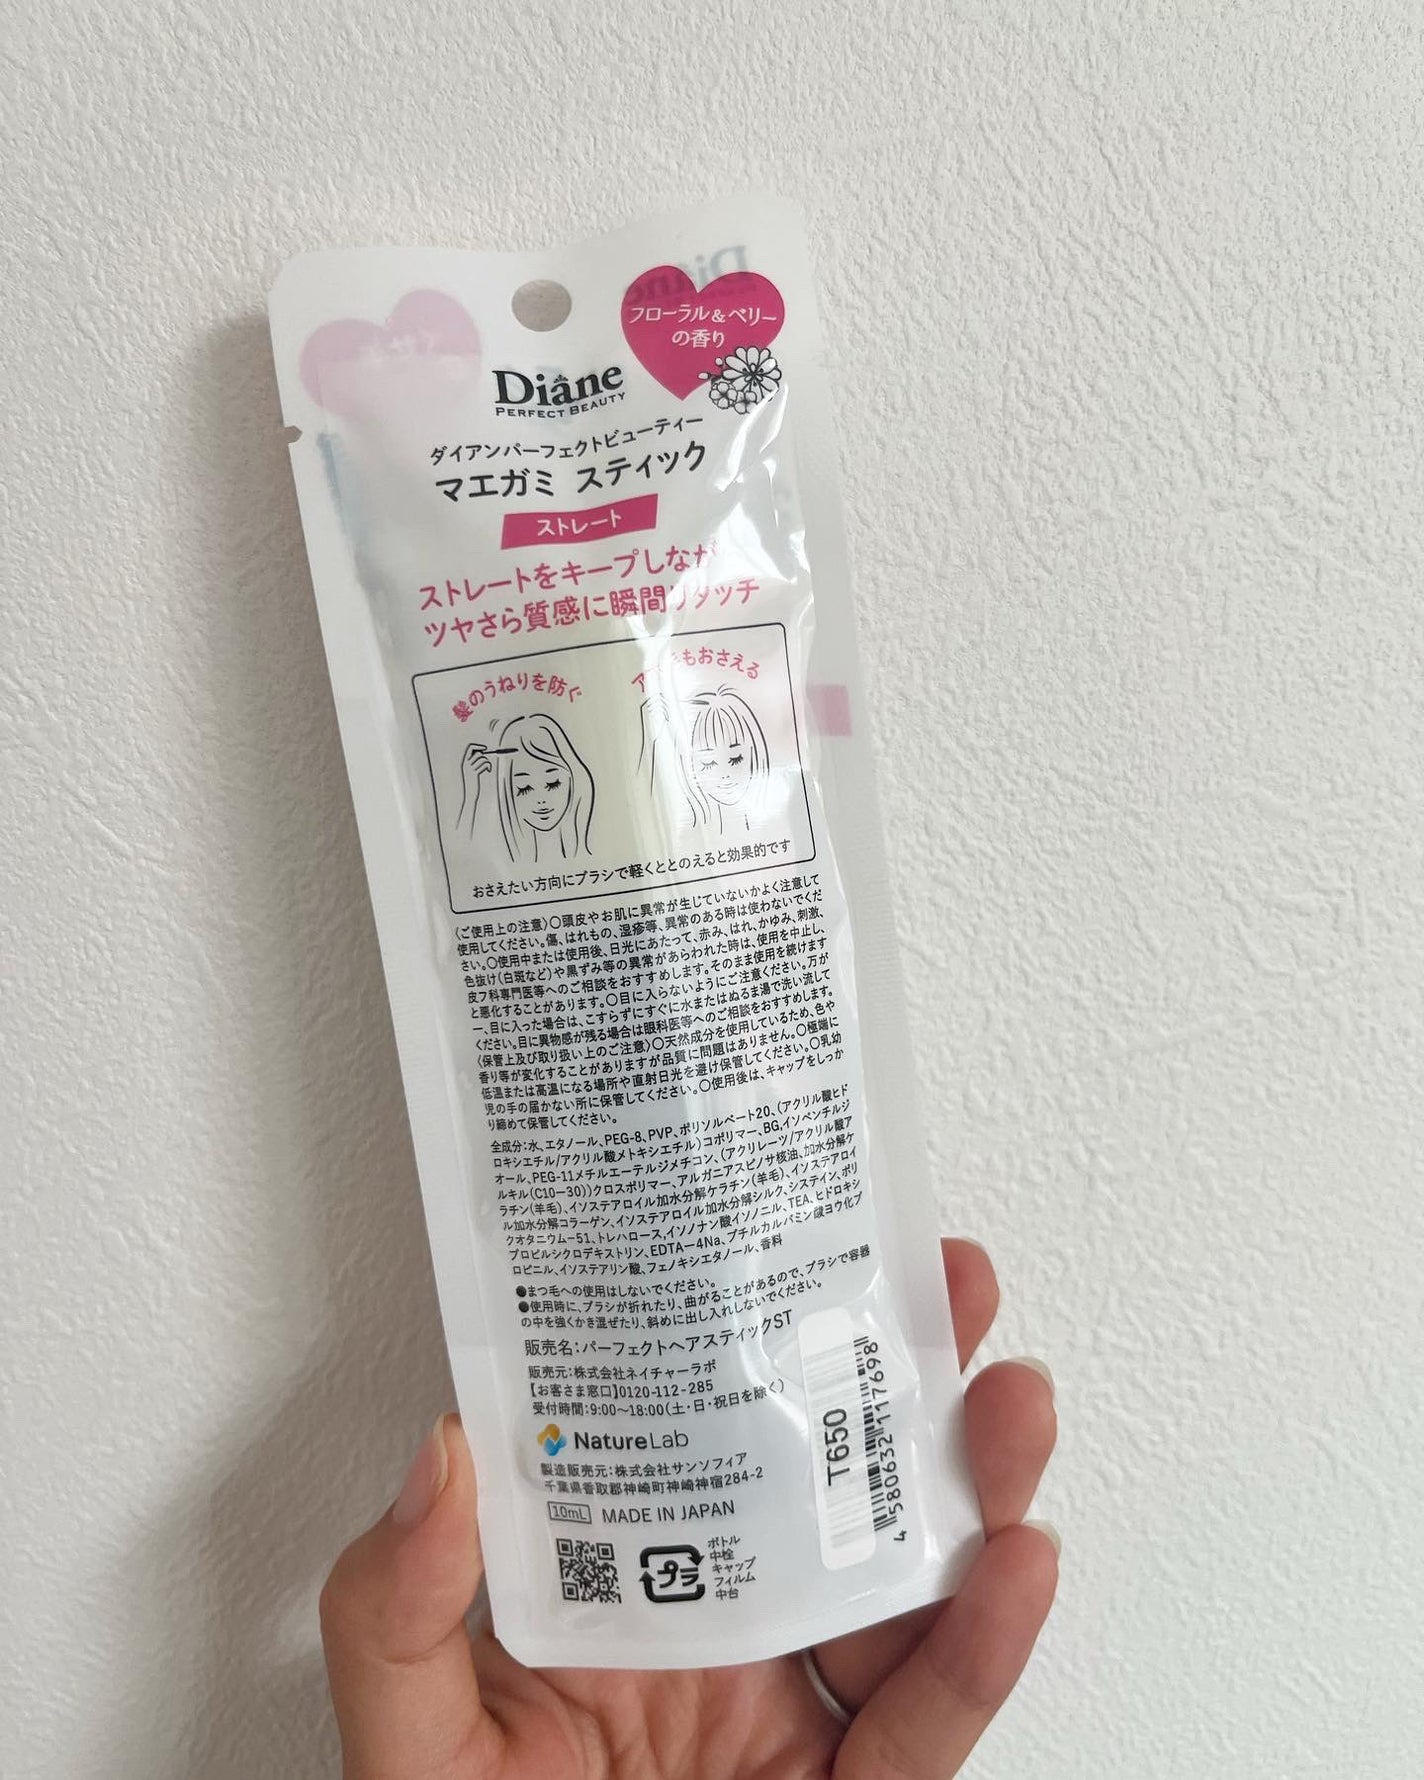 フローラル&ベリー
の香り
Diane
PERFECT BEAUTY
ダイアンパーフェクトビューティー
マエガミ スティック
ストレート
ストレートをキープしなが
ツヤさら質感に瞬間リタッチ
髪のうねりを防ぐ
もおさえる
おさえたい方向にブラシで軽くととのえると効果的です
〈ご使用上の注意〉○頭皮やお肌に異常が生じていないかよく注意して
使用してください。傷、はれもの、湿疹等、異常のある時は使わないでくだ
さい。○使用中または使用後、日光にあたって、赤み、はれ、かゆみ、刺激、
色抜け(白斑など)や黒ずみ等の異常があらわれた時は、使用を中止し、
皮フ科専門医等へのご相談をおすすめします。そのまま使用を続けます
と悪化することがあります。○目に入らないようにご注意ください。万が
一、目に入った場合は、こすらずにすぐに水またはぬるま湯で洗い流して
ください。目に異物感が残る場合は眼科医等へのご相談をおすすめします。
〈保管上及び取り扱い上のご注意〉○天然成分を使用しているため、色や
香り等が変化することがありますが品質に問題はありません。○極端に
低温または高温になる場所や直射日光を避け保管してください。○乳幼
児の手の届かない所に保管してください。○使用後は、キャップをしっか
り締めて保管してください。
全成分:水、エタノール、PEG-8、PVP、ポリソルベート20、(アクリル酸ヒド
ロキシエチル/アクリル酸メトキシエチル)コポリマー、BG、イソペンチルジ
オール、PEG-11メチルエーテルジメチコン、(アクリレーツ/アクリル酸ア
ルキル(C10-30))クロスポリマー、アルガニアスピノサ核油、加水分解ケ
ラチン(羊毛)、イソステアロイル加水分解ケラチン(羊毛)、イソステアロイ
ル加水分解コラーゲン、イソステアロイル加水分解シルク、システイン、ポリ
クオタニウム-51、トレハロース、イソノナン酸イソノニル、TEA、ヒドロキシ
プロピルシクロデキストリン、EDTA-4Na、ブチルカルバミン酸ヨウ化プ
ロピニル、イソステアリン酸、フェノキシエタノール、香料
●まつ毛への使用はしないでください。
●使用時に、ブラシが折れたり、曲がることがあるので、ブラシで容器
の中を強くかき混ぜたり、斜めに出し入れしないでください。
販売名:パーフェクトヘアスティックST
販売元:株式会社ネイチャーラボ
【お客さま窓口】0120-112-285
受付時間:9:00～18:00(土・日・祝日を除く)
NatureLab
製造販売元:株式会社サンソフィア
千葉県香取郡神崎町神崎神宿284-2
10mL MADE IN JAPAN
プラ
ボトル
中栓
キャップ
フィルム
中台
T650
4580632117698